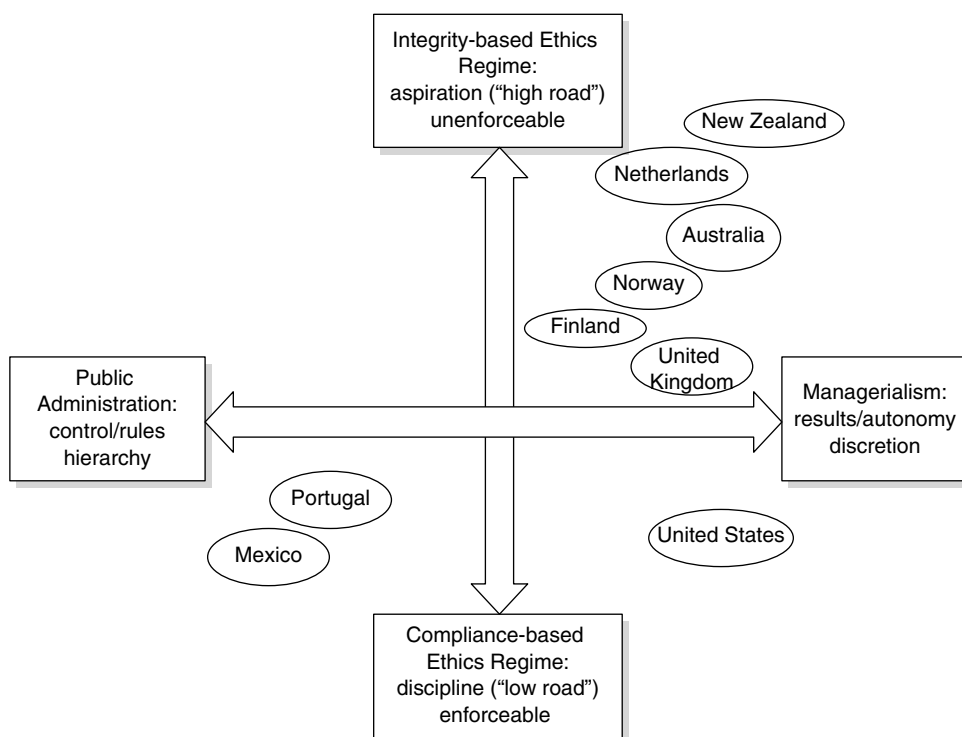 Integrity-based Ethics
Regime:
aspiration (“high road”)
unenforceable
New Zealand
Netherlands
Australia
Norway
Finland
United
Kingdom
Public
Administration:
control/rules
hierarchy
Managerialism:
results/autonomy
discretion
Portugal
Mexico
United States
Compliance-based
Ethics Regime:
discipline (“low road”)
enforceable